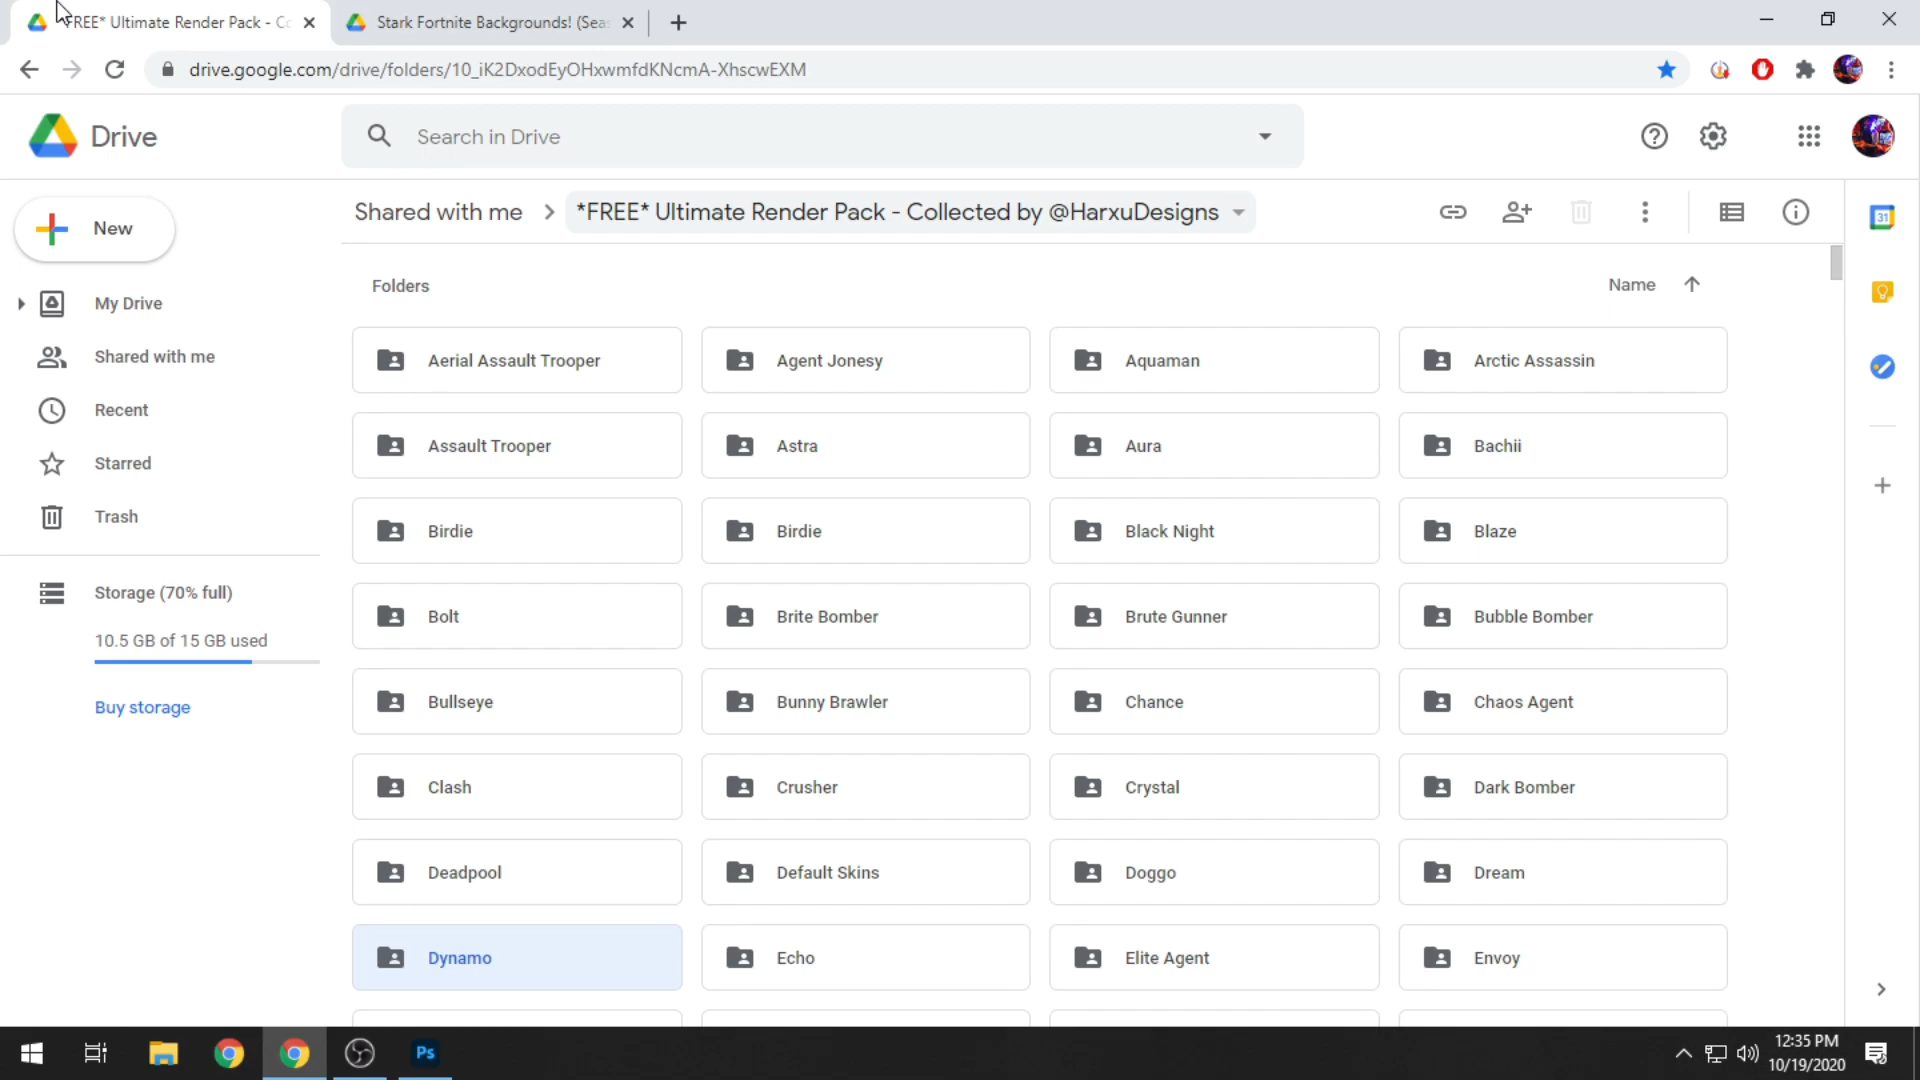 FREE* Ultimate Render Pack - Co
Stark Fortnite Backgrounds! (Seas
drive.google.com/drive/folders/10_iK2DxodEyOHxwmfdKNcmA-XhscwEXM
Drive
Search in Drive
Shared with me
*FREE* Ultimate Render Pack - Collected by @HarxuDesigns
New
My Drive
Shared with me
Recent
Starred
Trash
Storage (70% full)
10.5 GB of 15 GB used
Buy storage
Folders
Name
Aerial Assault Trooper
Agent Jonesy
Aquaman
Arctic Assassin
Assault Trooper
Astra
Aura
Bachii
Birdie
Birdie
Black Night
Blaze
Bolt
Brite Bomber
Brute Gunner
Bubble Bomber
Bullseye
Bunny Brawler
Chance
Chaos Agent
Clash
Crusher
Crystal
Dark Bomber
Deadpool
Default Skins
Doggo
Dream
Dynamo
Echo
Elite Agent
Envoy
31
Ps
12:35 PM
10/19/2020